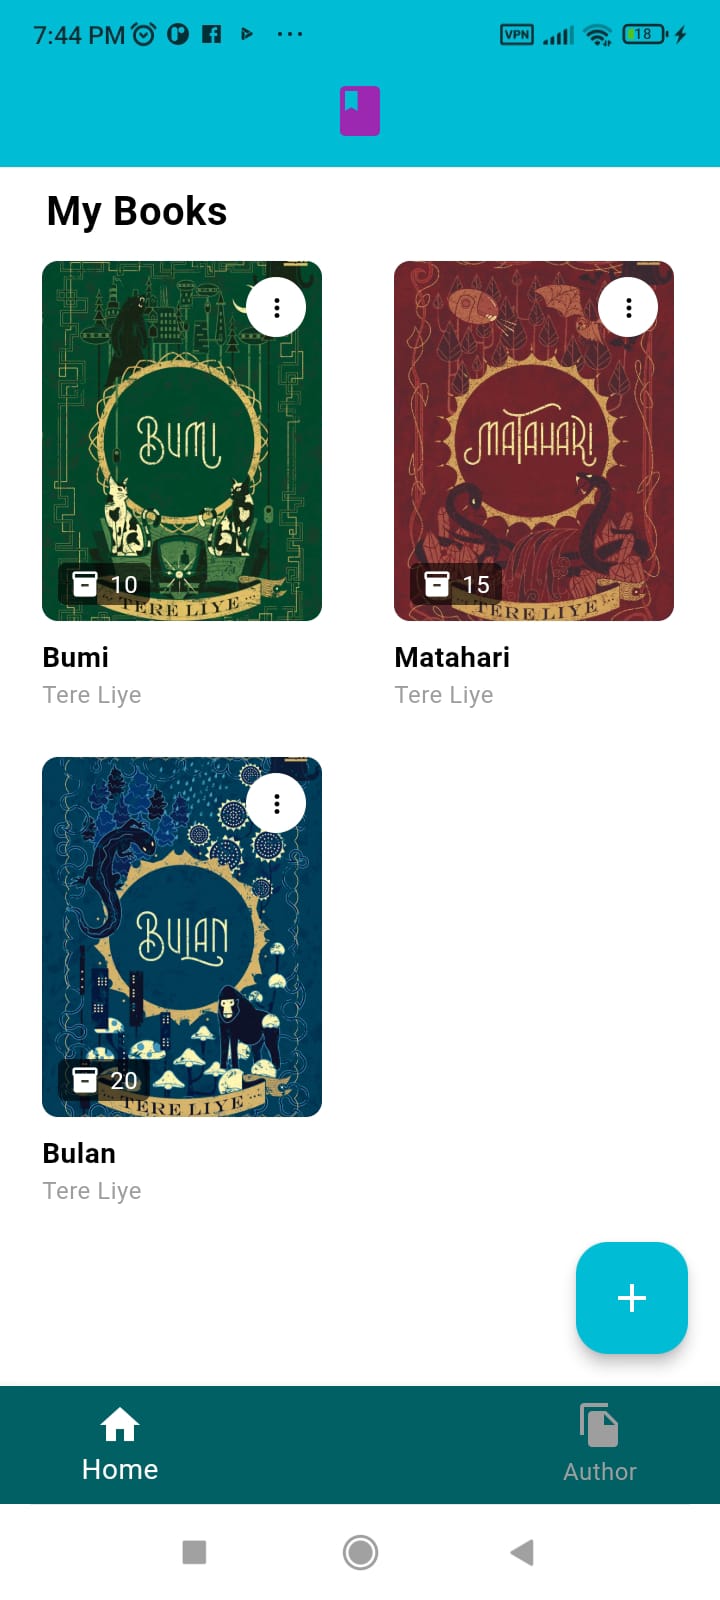 7:44 PM
VPN
18
My Books
BUMI
10
TERE LIYE
Bumi
Tere Liye
MATAHARI
15
TERE LIYE
Matahari
Tere Liye
BULAN
20
TERE LIYE
Bulan
Tere Liye
Home
Author